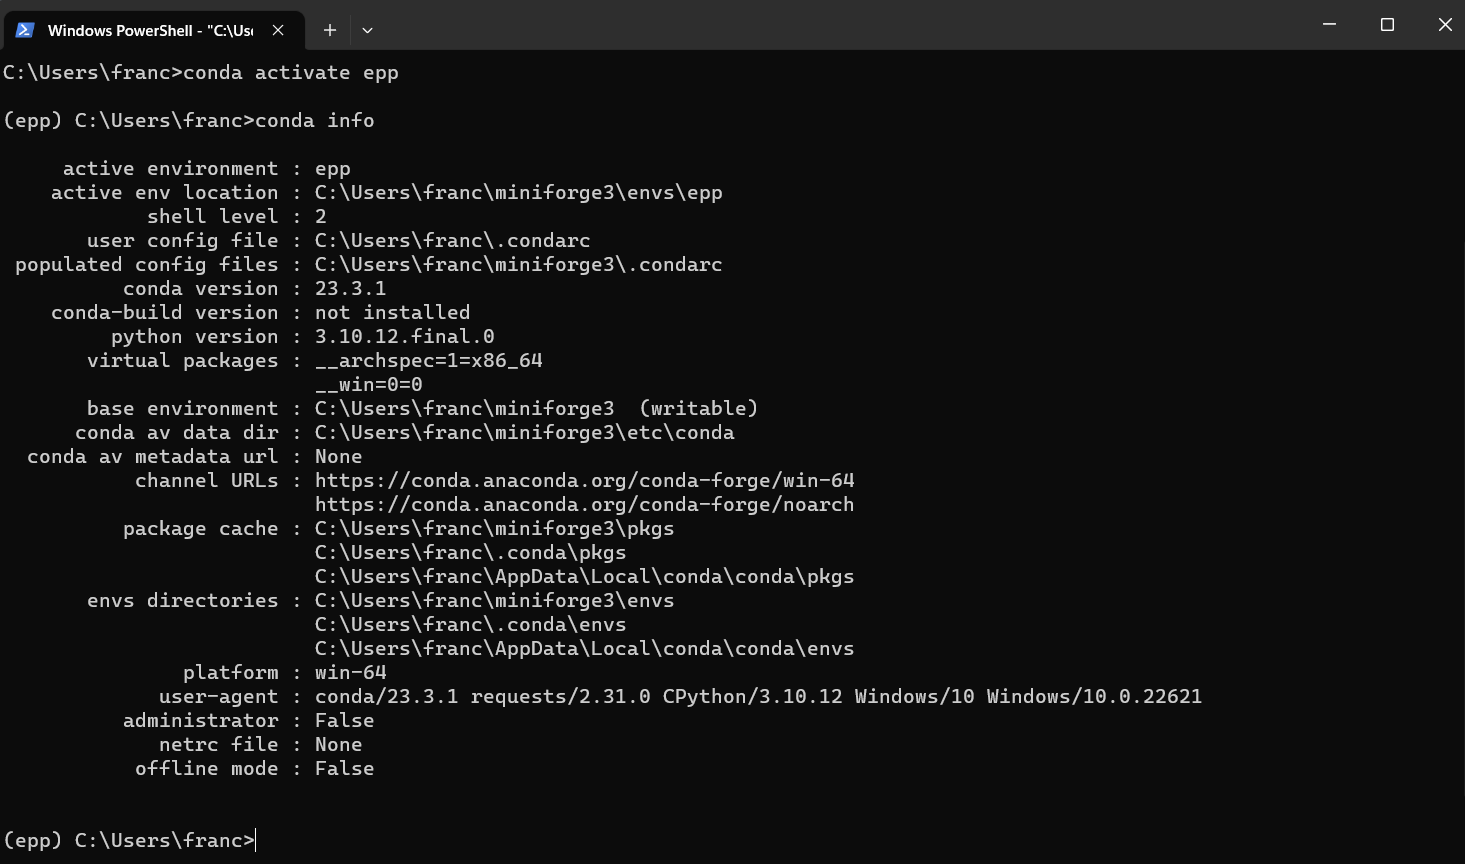 Windows PowerShell - "C:\Use
C:\Users\franc>conda activate epp
(epp) C:\Users\franc>conda info
active environment : epp
active env location : C:\Users\franc\miniforge3\envs\epp
shell level : 2
user config file : C:\Users\franc\.condarc
populated config files : C:\Users\franc\miniforge3\.condarc
conda version : 23.3.1
conda-build version : not installed
python version : 3.10.12.final.0
virtual packages : __archspec=1=x86_64
__win=0=0
base environment : C:\Users\franc\miniforge3  (writable)
conda av data dir : C:\Users\franc\miniforge3\etc\conda
conda av metadata url : None
channel URLs : https://conda.anaconda.org/conda-forge/win-64
https://conda.anaconda.org/conda-forge/noarch
package cache : C:\Users\franc\miniforge3\pkgs
C:\Users\franc\.conda\pkgs
C:\Users\franc\AppData\Local\conda\conda\pkgs
envs directories : C:\Users\franc\miniforge3\envs
C:\Users\franc\.conda\envs
C:\Users\franc\AppData\Local\conda\conda\envs
platform : win-64
user-agent : conda/23.3.1 requests/2.31.0 CPython/3.10.12 Windows/10 Windows/10.0.22621
administrator : False
netrc file : None
offline mode : False
(epp) C:\Users\franc>